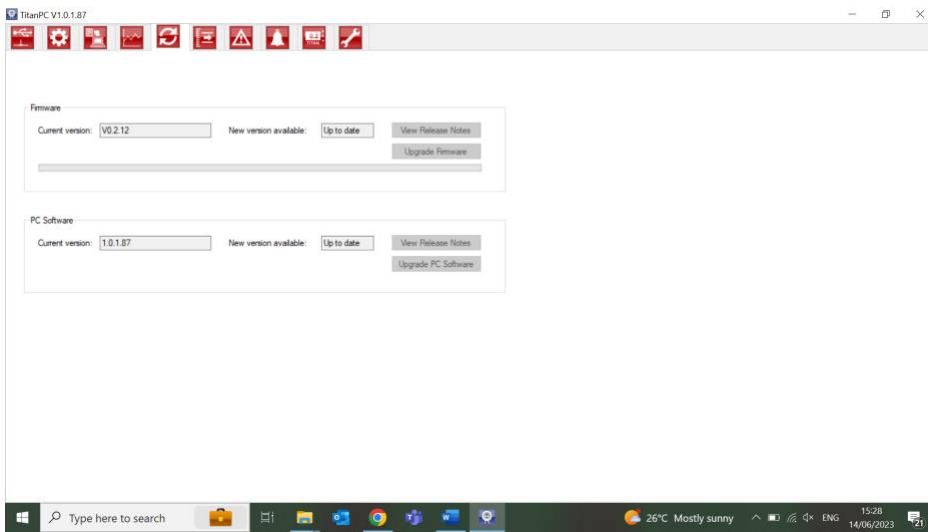 TitanPC V1.0.1.87
Firmware
Current version: V0.2.12 New version available: Up to date View Release Notes
Upgrade Firmware
PC Software
Current version: 1.0.1.87 New version available: Up to date View Release Notes
Upgrade PC Software
Type here to search 26°C Mostly sunny ENG 15:28
14/06/2023 21